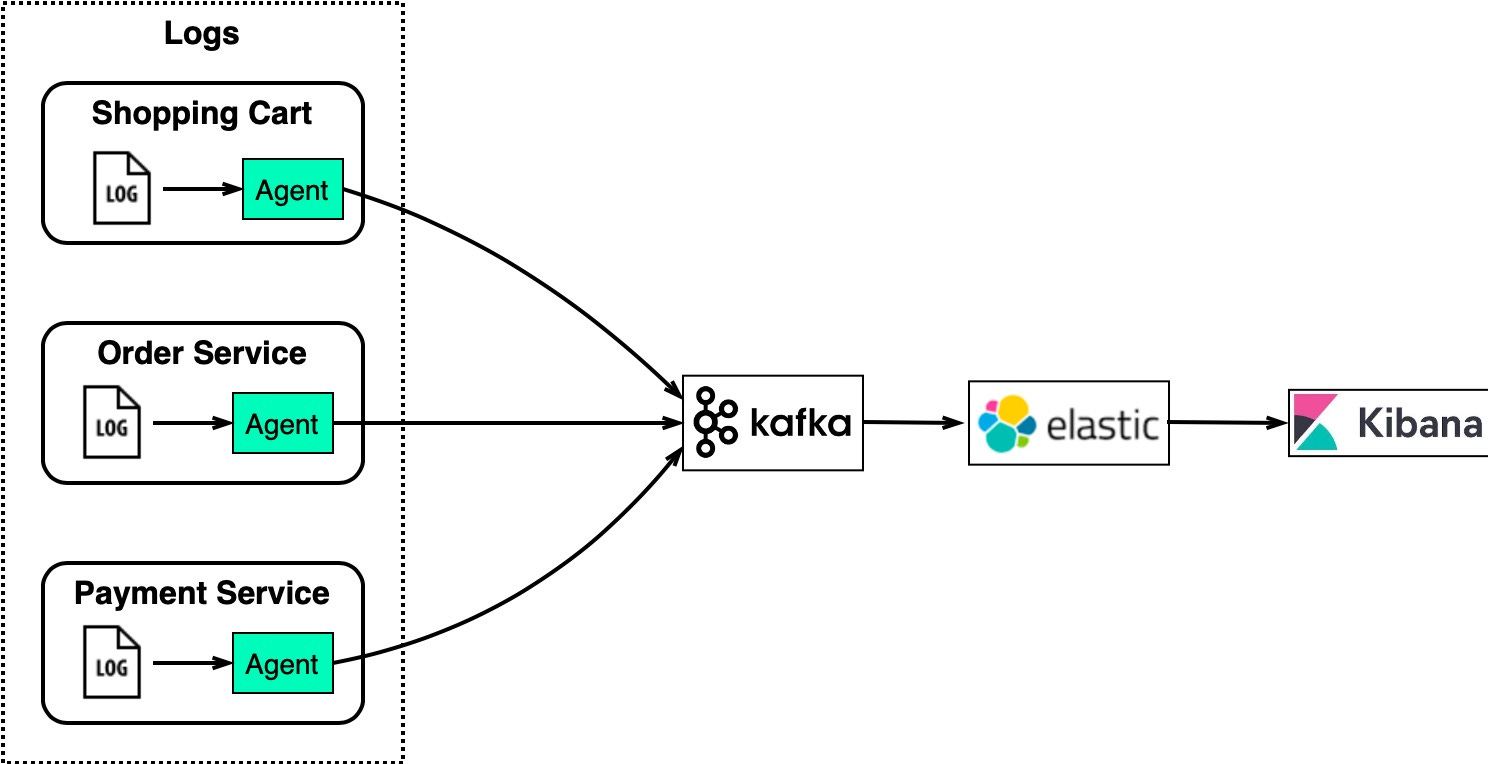 Logs
Shopping Cart
LOG
Agent
Order Service
LOG
Agent
kafka
elastic
Kibana
Payment Service
LOG
Agent